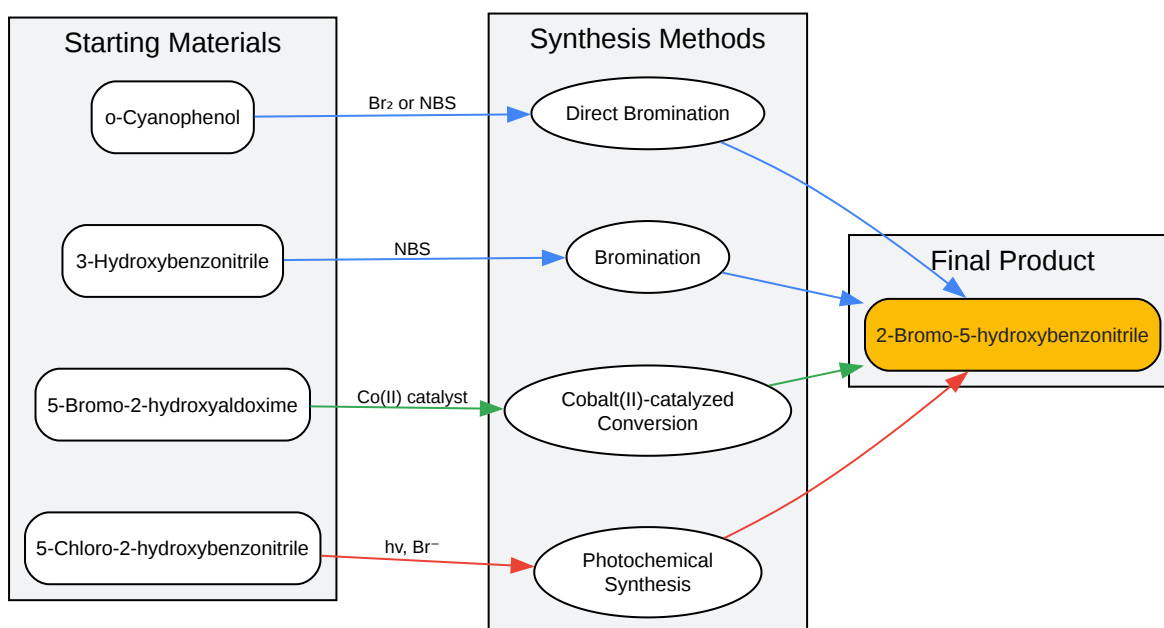 Starting Materials
o-Cyanophenol
3-Hydroxybenzonitrile
5-Bromo-2-hydroxyaldoxime
5-Chloro-2-hydroxybenzonitrile
Br₂ or NBS
NBS
Co(II) catalyst
hν, Br⁻
Synthesis Methods
Direct Bromination
Bromination
Cobalt(II)-catalyzed
Conversion
Photochemical
Synthesis
Final Product
2-Bromo-5-hydroxybenzonitrile